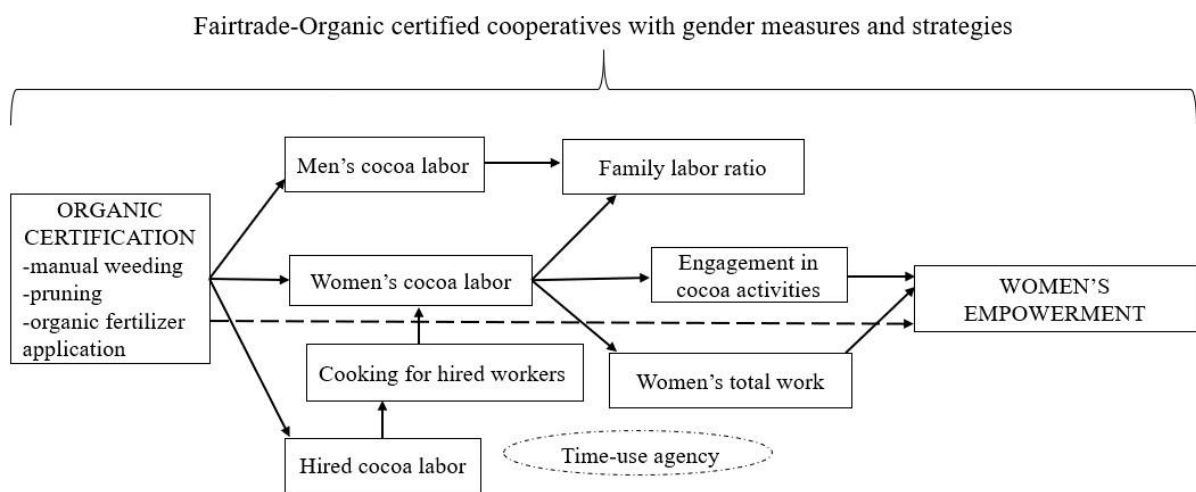 Fairtrade-Organic certified cooperatives with gender measures and strategies
Men's cocoa labor
Family labor ratio
ORGANIC
CERTIFICATION
-manual weeding
-pruning
-organic fertilizer
application
Women's cocoa labor
Engagement in
cocoa activities
WOMEN'S
EMPOWERMENT
Cooking for hired workers
Women's total work
Hired cocoa labor
Time-use agency